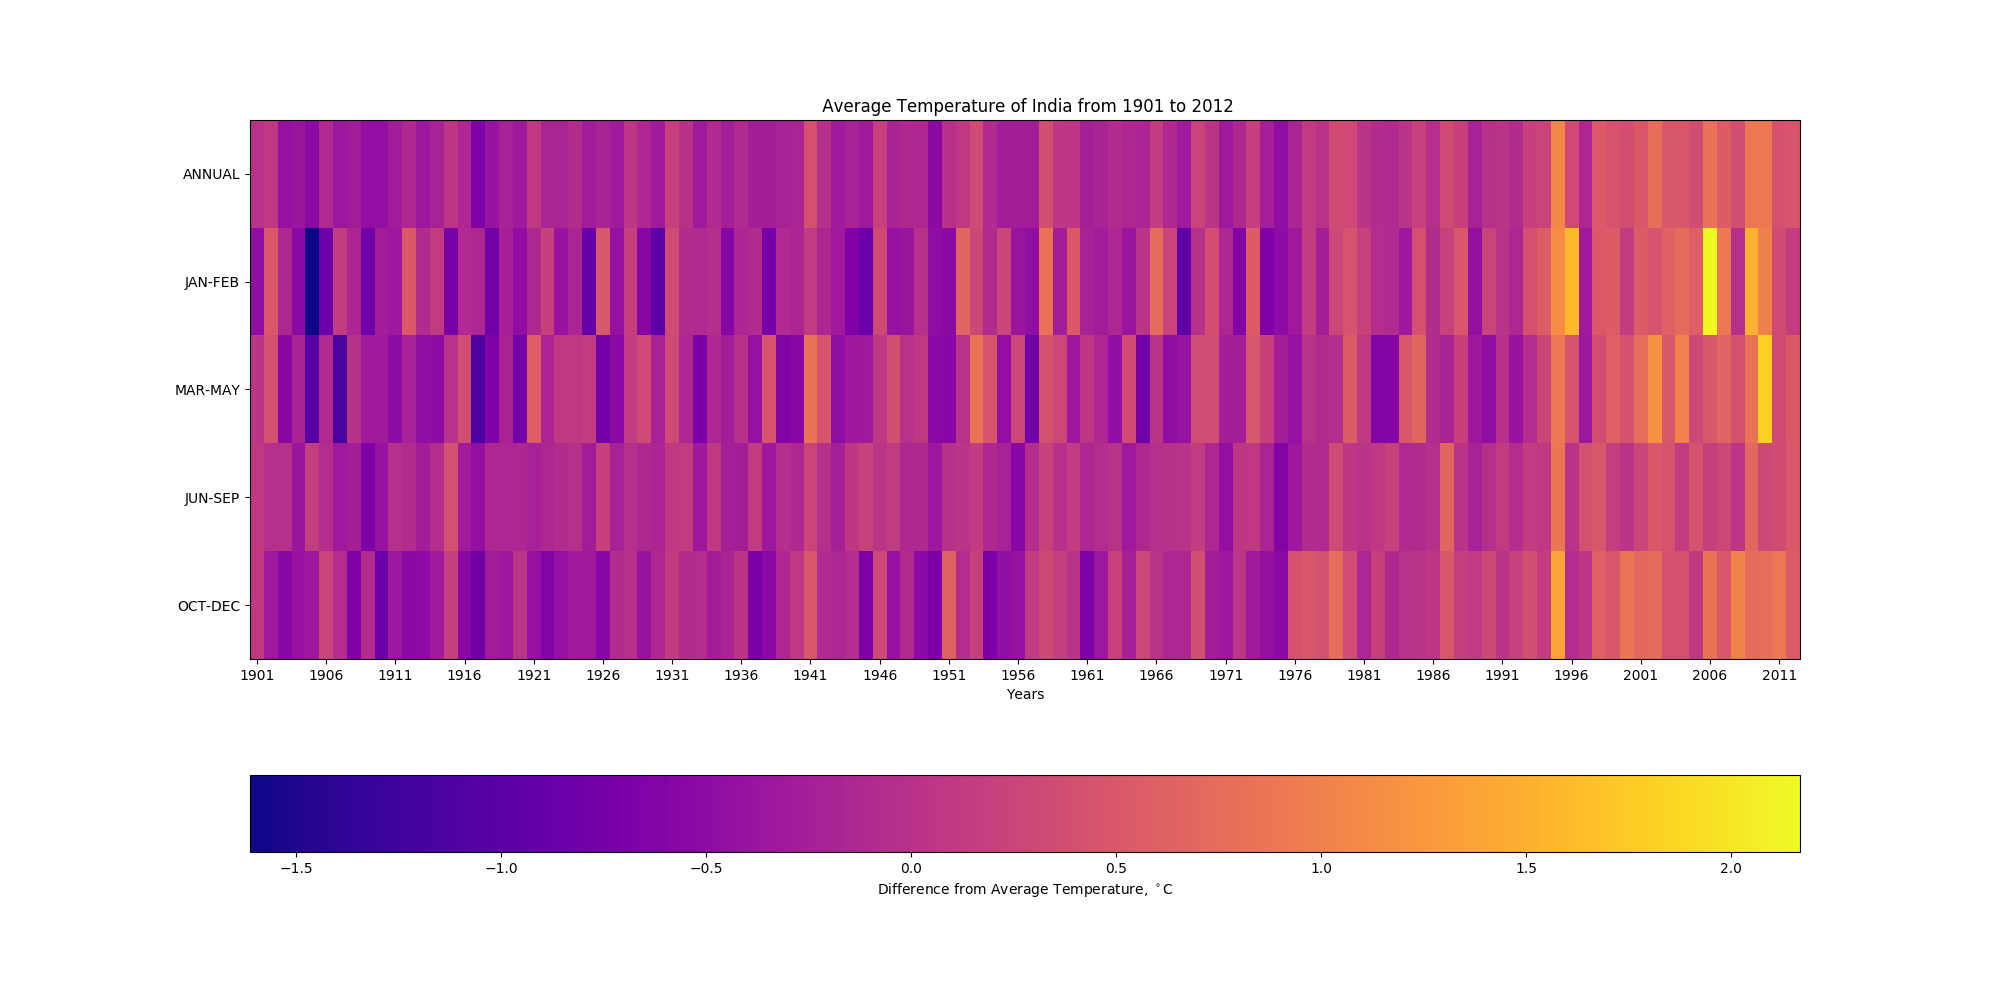 Average Temperature of India from 1901 to 2012
ANNUAL
JAN-FEB
MAR-MAY
JUN-SEP
OCT-DEC
1901 1906 1911 1916 1921 1926 1931 1936 1941 1946 1951 1956 1961 1966 1971 1976 1981 1986 1991 1996 2001 2006 2011
Years
−1.5 −1.0 −0.5 0.0 0.5 1.0 1.5 2.0
Difference from Average Temperature, °C